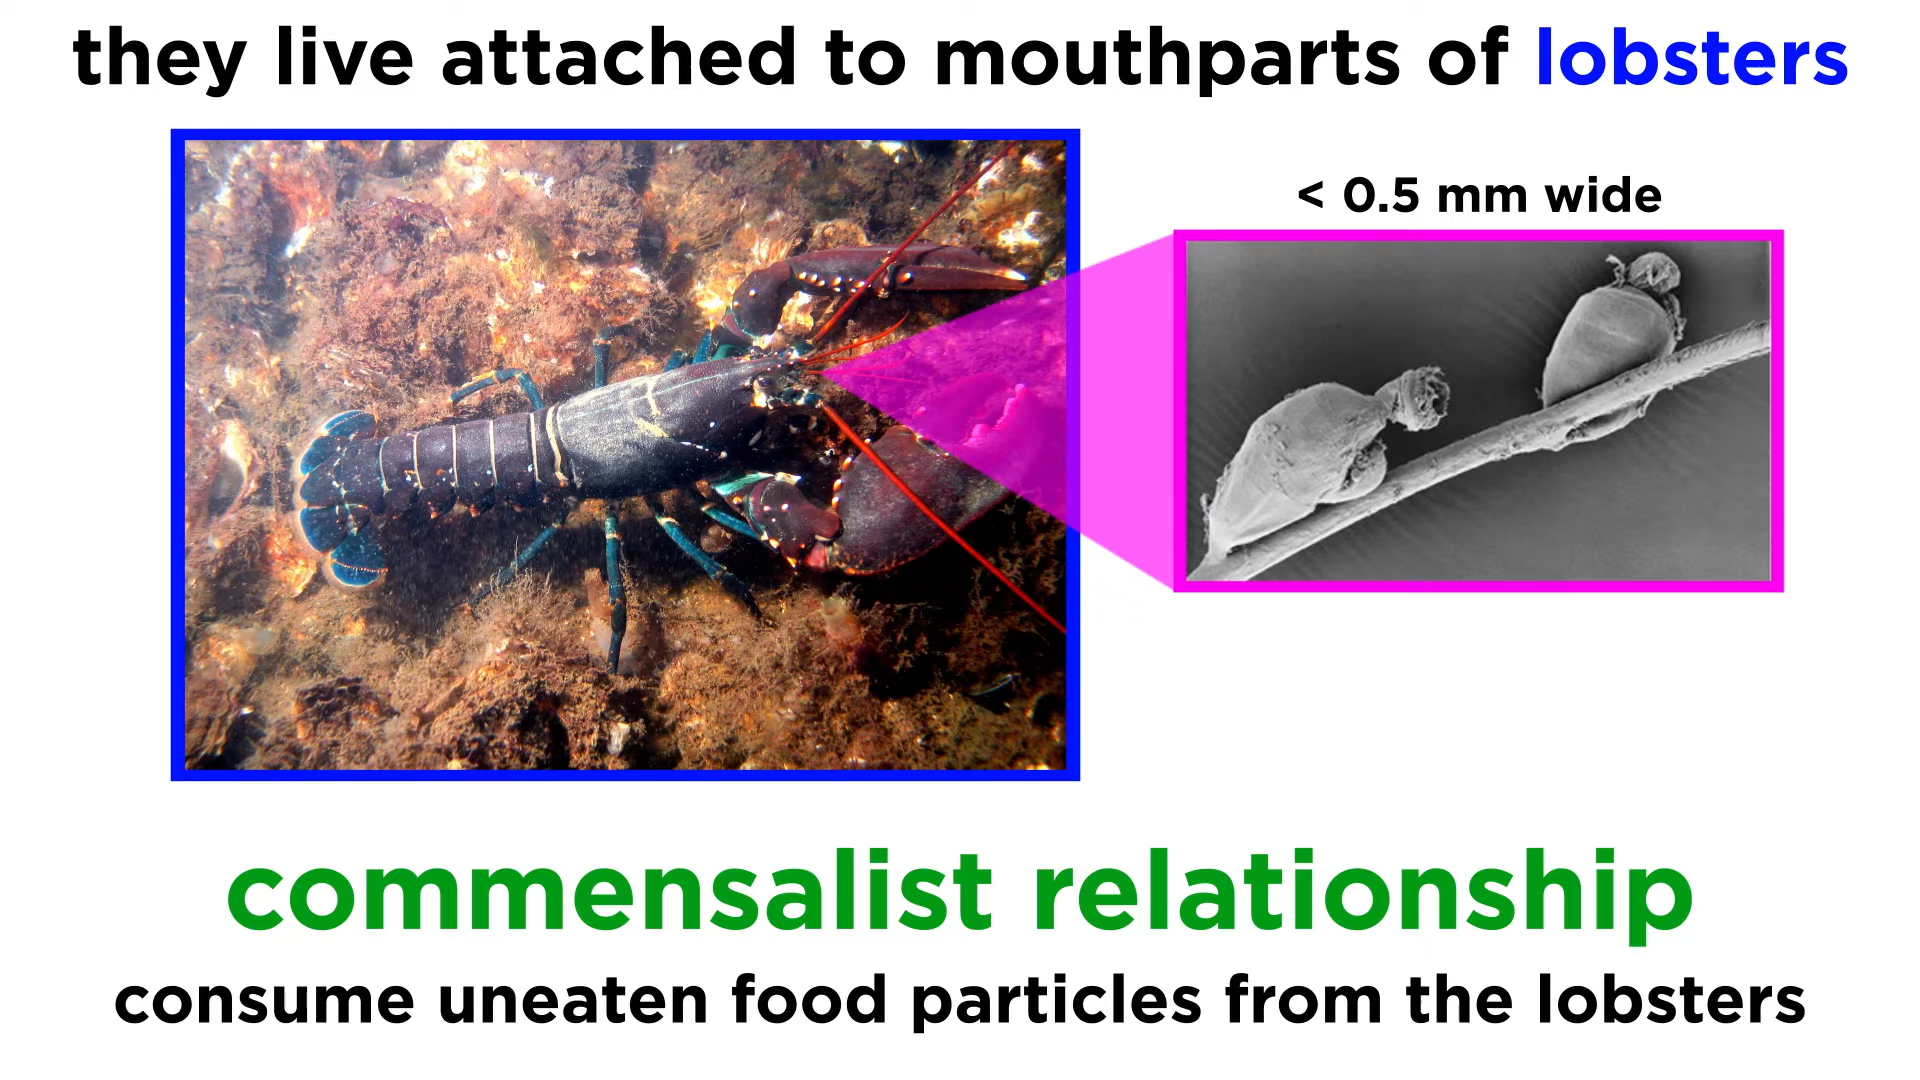 they live attached to mouthparts of lobsters
< 0.5 mm wide
commensalist relationship
consume uneaten food particles from the lobsters